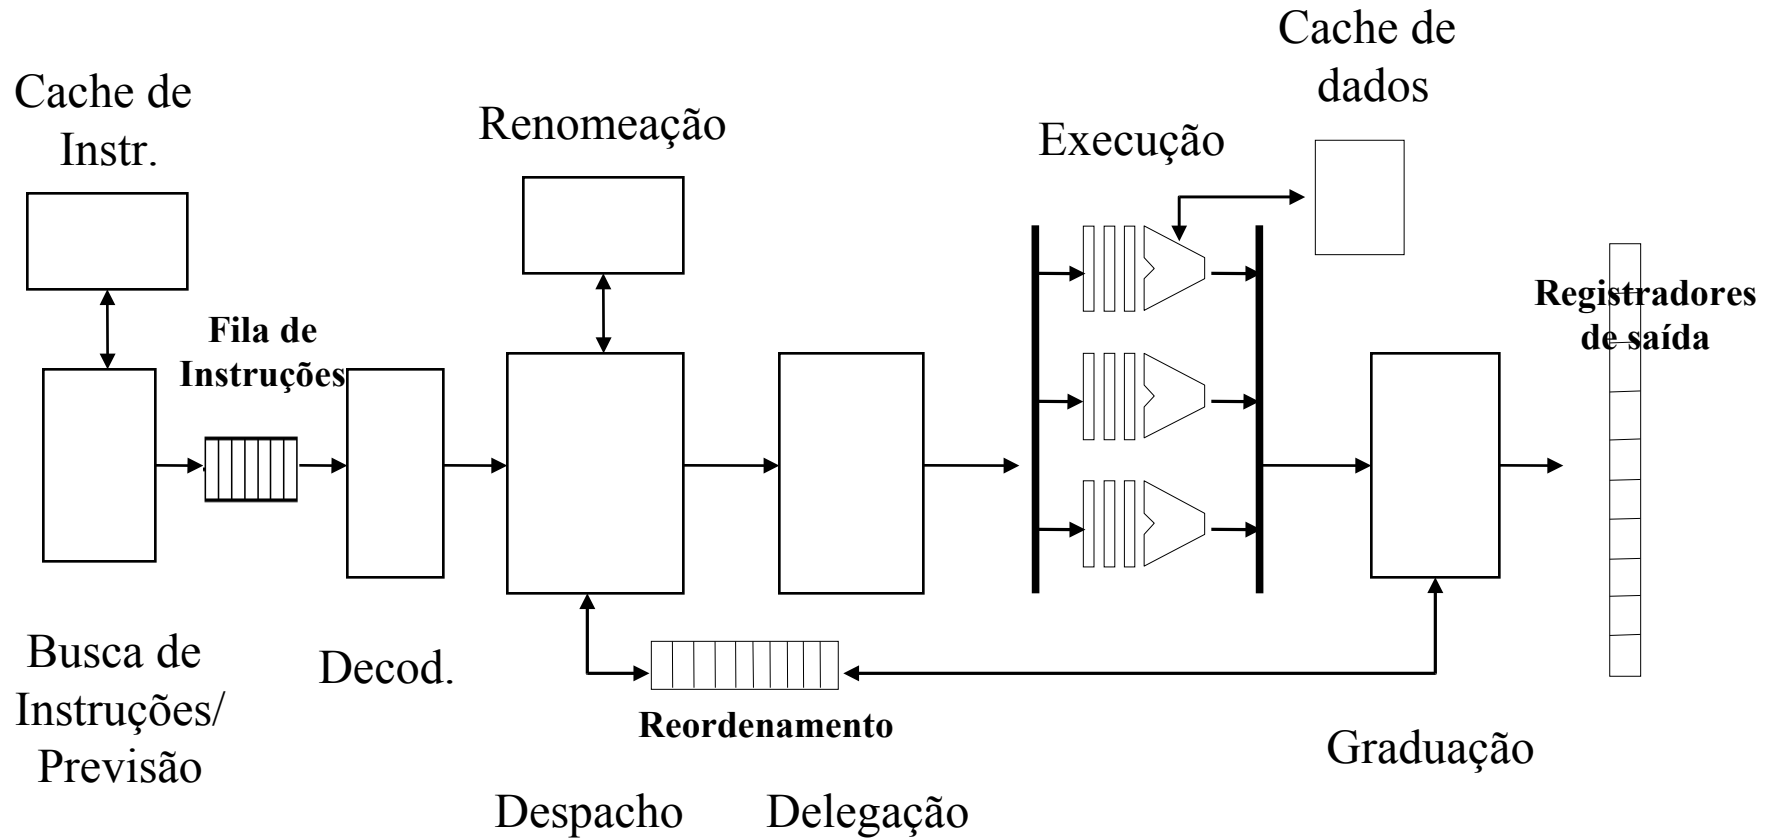 Cache de
Instr.
Renomeação
Cache de
dados
Execução
Fila de
Instruções
Registradores
de saída
Busca de
Instruções/
Previsão
Decod.
Reordenamento
Graduação
Despacho
Delegação